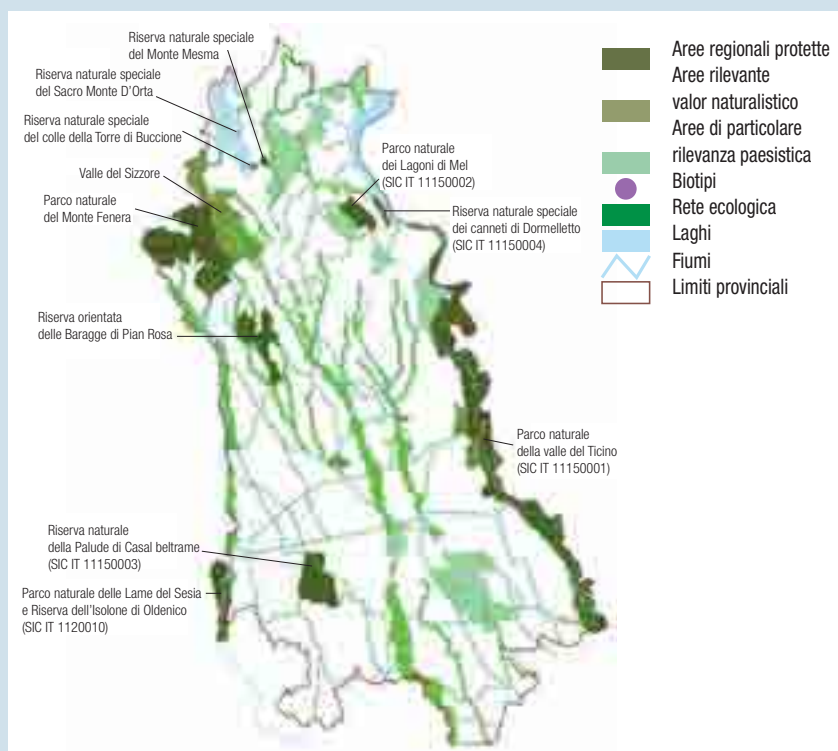 Riserva naturale speciale
del Monte Mesma
Riserva naturale speciale
del Sacro Monte D'Orta
Riserva naturale speciale
del colle della Torre di Buccione
Valle del Sizzore
Parco naturale
del Monte Fenera
Riserva orientata
delle Baragge di Pian Rosa
Riserva naturale
della Palude di Casal beltrame
(SIC IT 11150003)
Parco naturale delle Lame del Sesia
e Riserva dell'Isolone di Oldenico
(SIC IT 1120010)
Parco naturale
dei Lagoni di Mel
(SIC IT 11150002)
Riserva naturale speciale
dei canneti di Dormelletto
(SIC IT 11150004)
Parco naturale
della valle del Ticino
(SIC IT 11150001)
Aree regionali protette
Aree rilevante
valor naturalistico
Aree di particolare
rilevanza paesistica
Biotipi
Rete ecologica
Laghi
Fiumi
Limiti provinciali